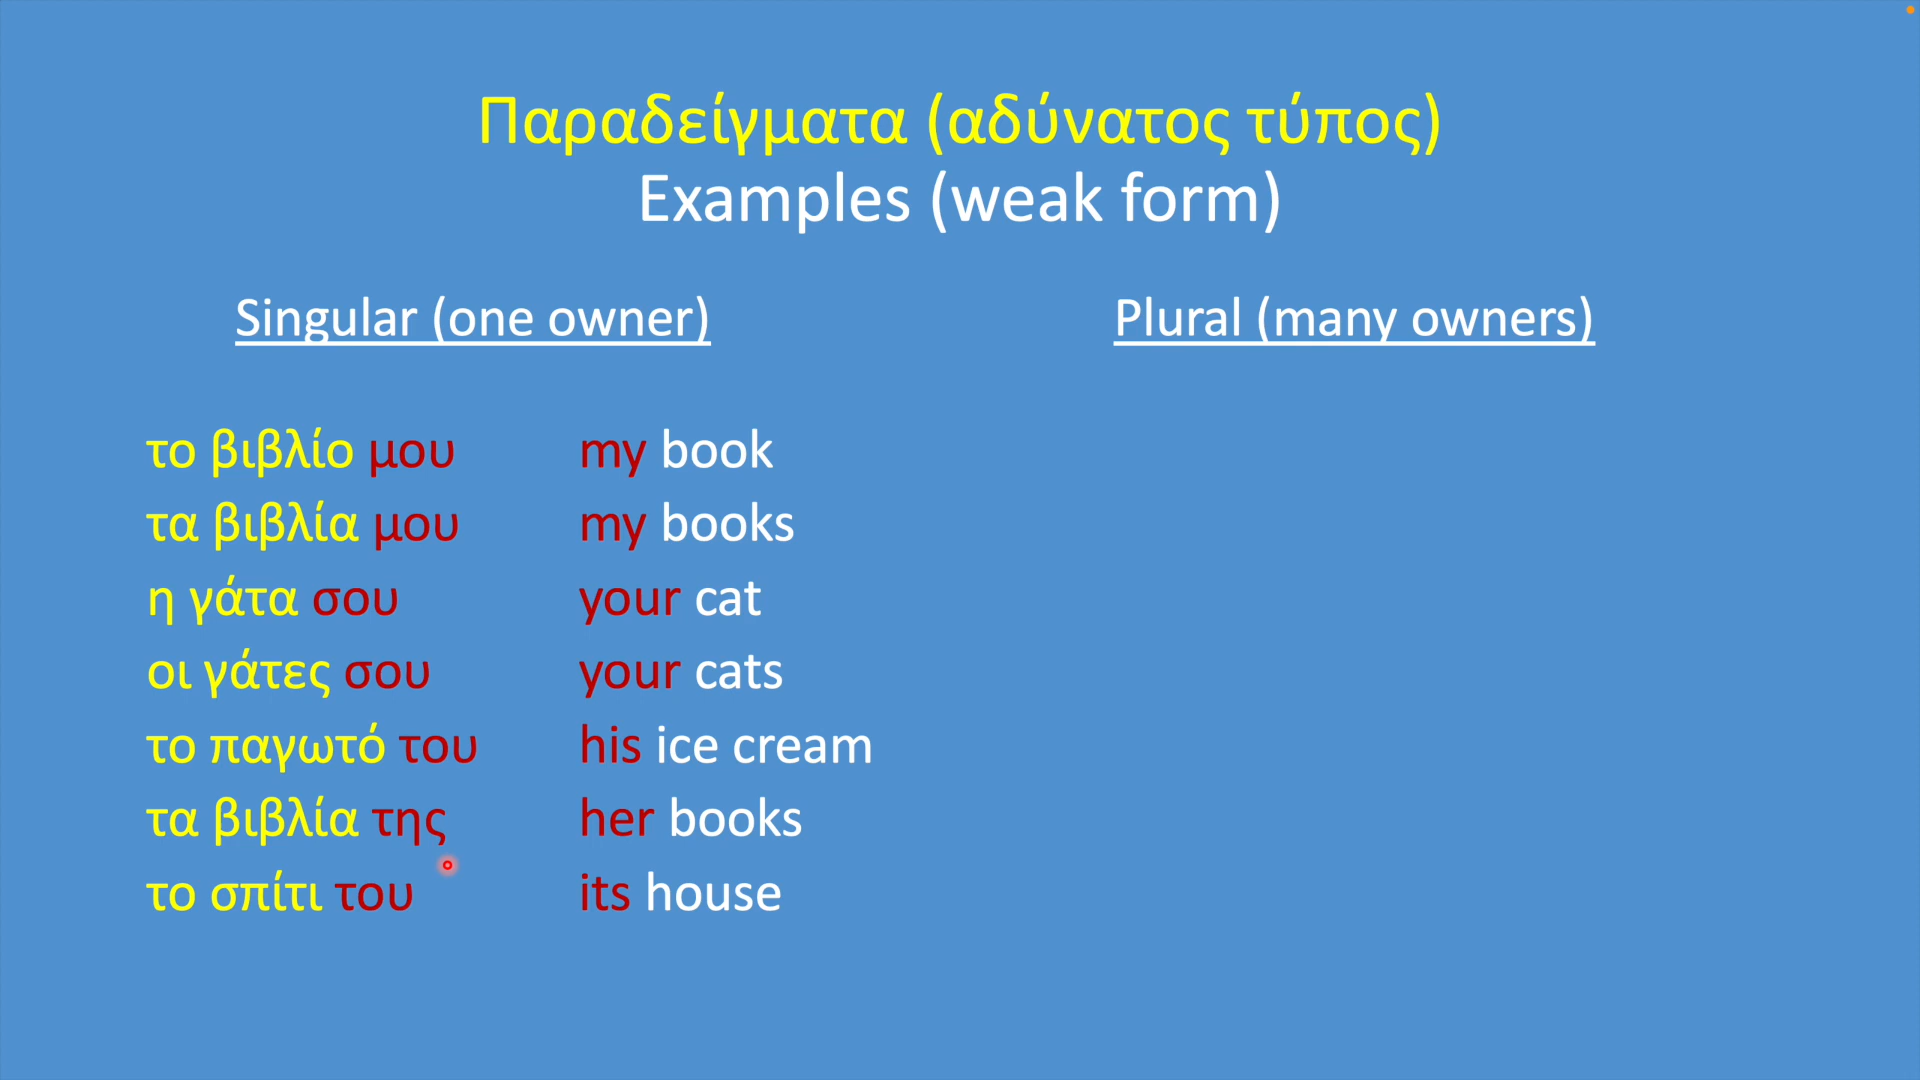 Παραδείγματα (αδύνατος τύπος)
Examples (weak form)
Singular (one owner)
Plural (many owners)
το βιβλίο μου my book
τα βιβλία μου my books
η γάτα σου your cat
οι γάτες σου your cats
το παγωτό του his ice cream
τα βιβλία της her books
το σπίτι του its house